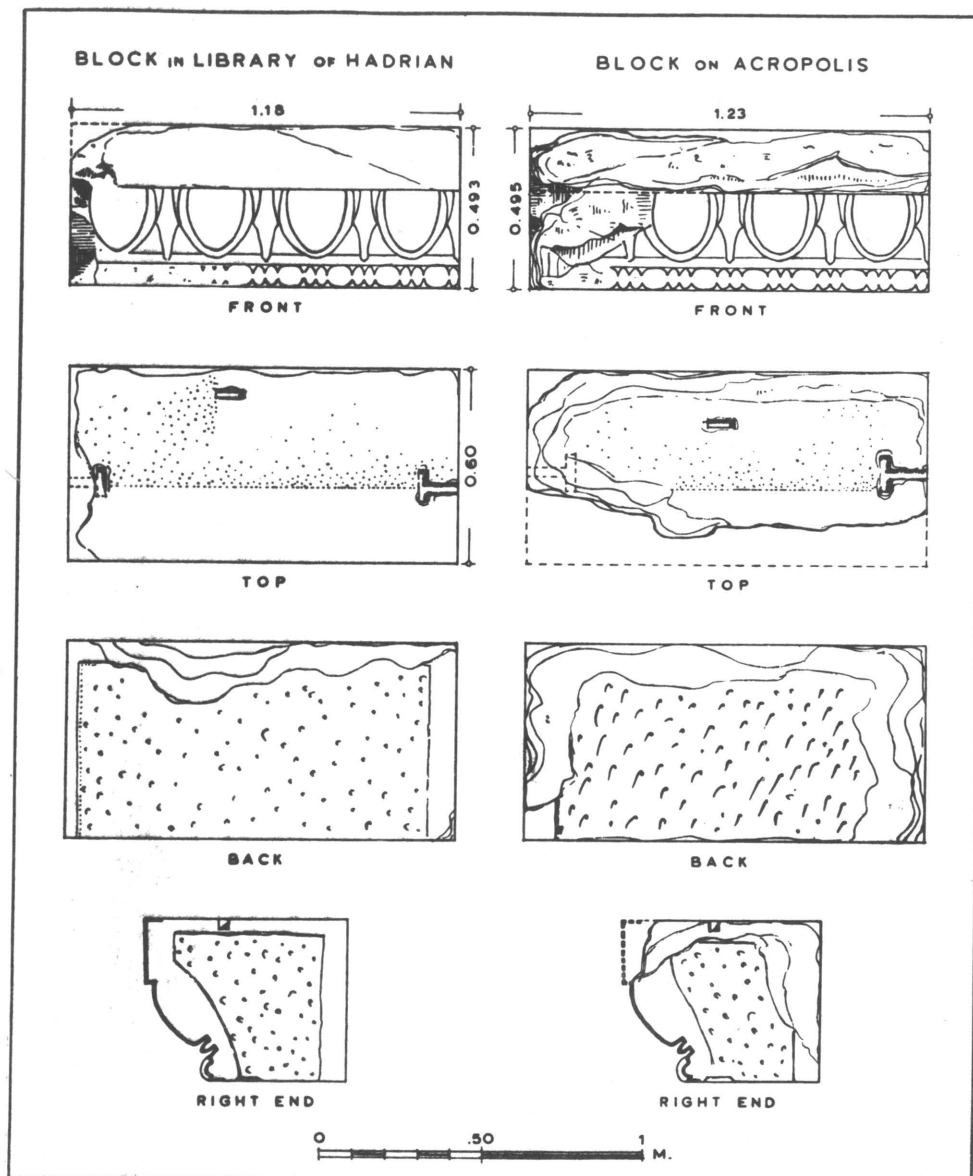 BLOCK IN LIBRARY OF HADRIAN
1.18
0.493
FRONT
0.60
TOP
BACK
RIGHT END
BLOCK ON ACROPOLIS
1.23
0.495
FRONT
TOP
BACK
RIGHT END
0 .50 1 M.